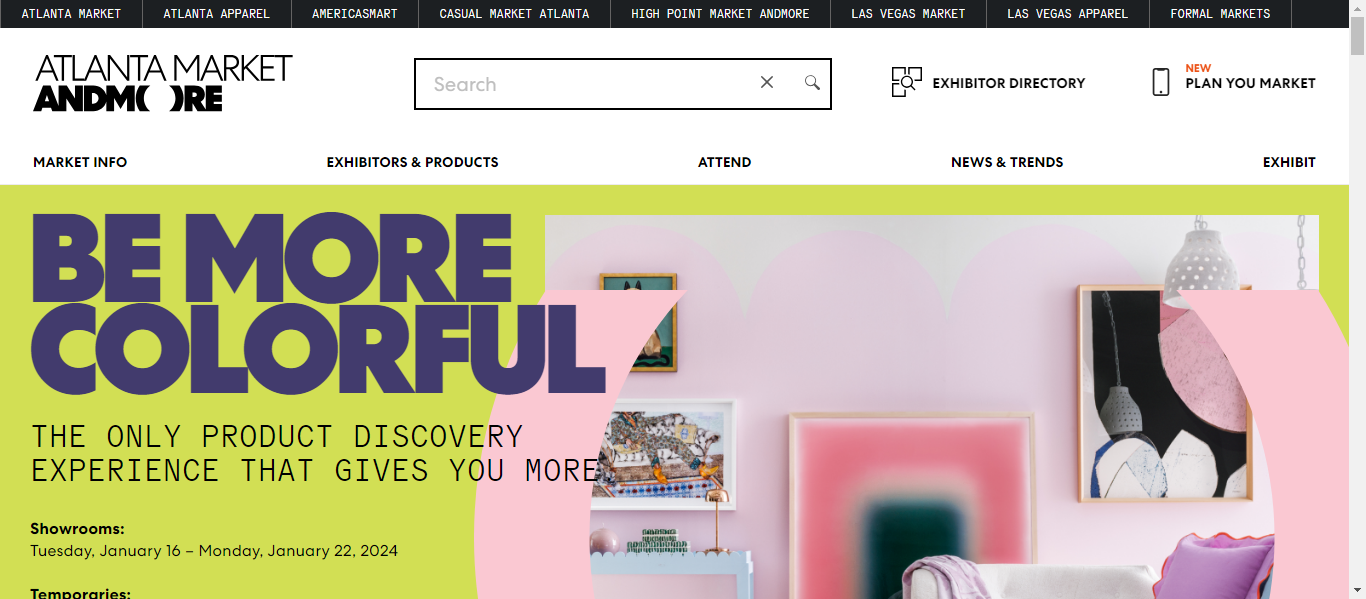 ATLANTA MARKET
ATLANTA APPAREL
AMERICASMART
CASUAL MARKET ATLANTA
HIGH POINT MARKET ANDMORE
LAS VEGAS MARKET
LAS VEGAS APPAREL
FORMAL MARKETS
ATLANTA MARKET
ANDM( )RE
Search
EXHIBITOR DIRECTORY
NEW
PLAN YOU MARKET
MARKET INFO
EXHIBITORS & PRODUCTS
ATTEND
NEWS & TRENDS
EXHIBIT
BE MORE
COLORFUL
THE ONLY PRODUCT DISCOVERY
EXPERIENCE THAT GIVES YOU MORE
Showrooms:
Tuesday, January 16 – Monday, January 22, 2024
Temporaries: